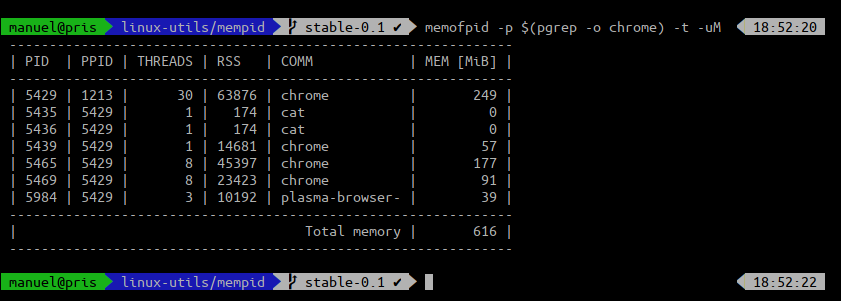 manuel@pris linux-utils/mempid stable-0.1 ✔ memofpid -p $(pgrep -o chrome) -t -uM 18:52:20
---------------------------------------------------------------
| PID | PPID | THREADS | RSS | COMM | MEM [MiB] |
---------------------------------------------------------------
| 5429 | 1213 | 30 | 63876 | chrome | 249 |
| 5435 | 5429 | 1 | 174 | cat | 0 |
| 5436 | 5429 | 1 | 174 | cat | 0 |
| 5439 | 5429 | 1 | 14681 | chrome | 57 |
| 5465 | 5429 | 8 | 45397 | chrome | 177 |
| 5469 | 5429 | 8 | 23423 | chrome | 91 |
| 5984 | 5429 | 3 | 10192 | plasma-browser- | 39 |
---------------------------------------------------------------
| Total memory | 616 |
---------------------------------------------------------------
manuel@pris linux-utils/mempid stable-0.1 ✔ 18:52:22